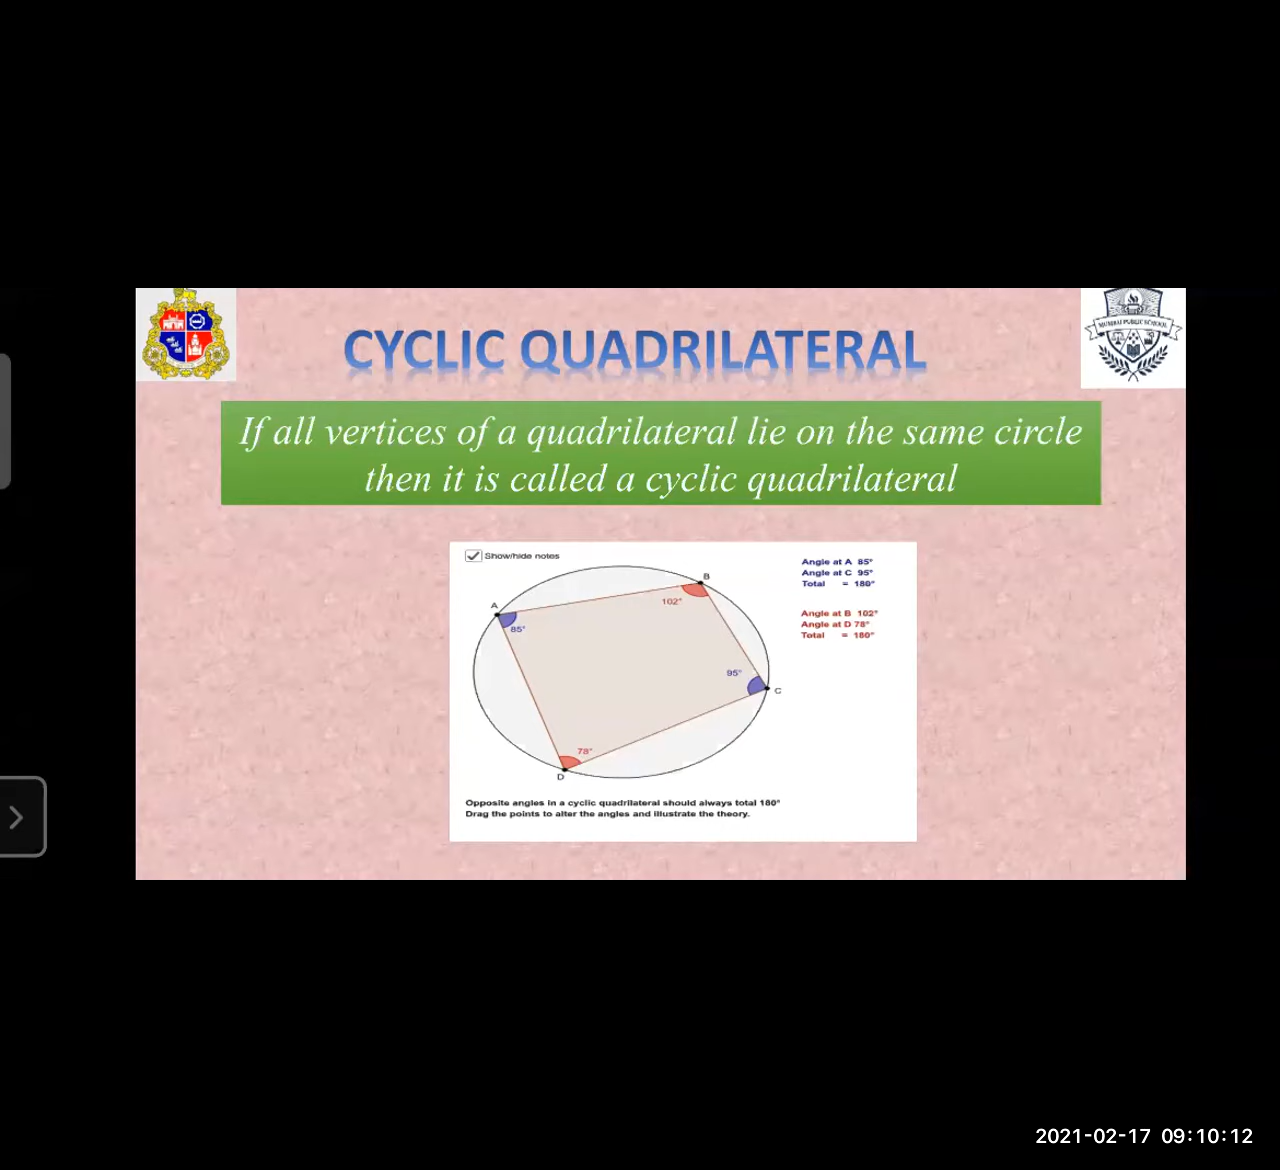 MUMBAI PUBLIC SCHOOL
CYCLIC QUADRILATERAL
If all vertices of a quadrilateral lie on the same circle
then it is called a cyclic quadrilateral
Show/hide notes
Angle at A 85°
Angle at C 95°
Total = 180°
Angle at B 102°
Angle at D 78°
Total = 180°
A
85°
B
102°
95°
C
78°
D
Opposite angles in a cyclic quadrilateral should always total 180°
Drag the points to alter the angles and illustrate the theory.
2021-02-17 09:10:12